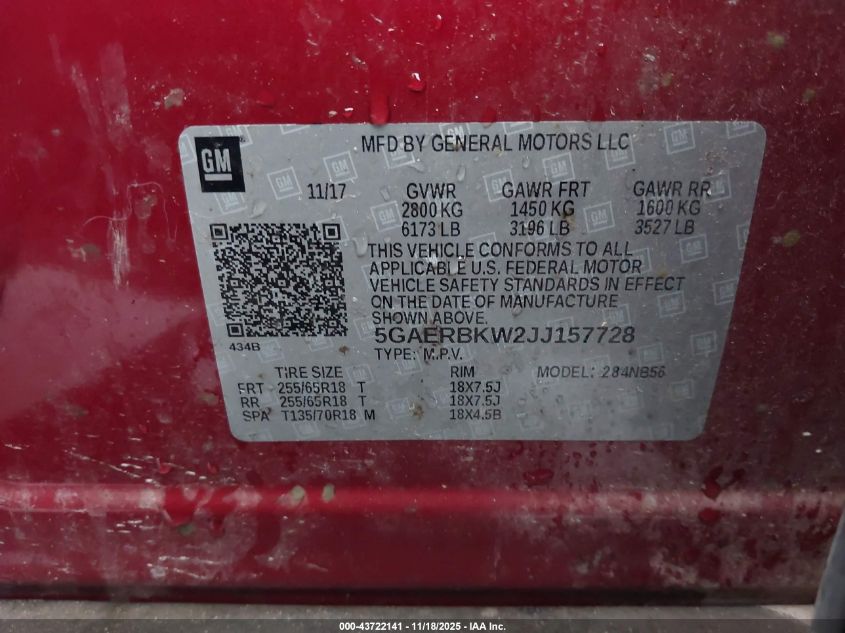 GM
MFD BY GENERAL MOTORS LLC
11/17 GVWR GAWR FRT GAWR RR
2800 KG 1450 KG 1600 KG
6173 LB 3196 LB 3527 LB
THIS VEHICLE CONFORMS TO ALL
APPLICABLE U.S. FEDERAL MOTOR
VEHICLE SAFETY STANDARDS IN EFFECT
ON THE DATE OF MANUFACTURE
SHOWN ABOVE.
434B
5GAERBKW2JJ157728
TYPE: M.P.V.
TIRE SIZE RIM MODEL: 284NB56
FRT 255/65R18 T 18X7.5J
RR 255/65R18 T 18X7.5J
SPA T135/70R18 M 18X4.5B
000-43722141 - 11/18/2025 - IAA Inc.